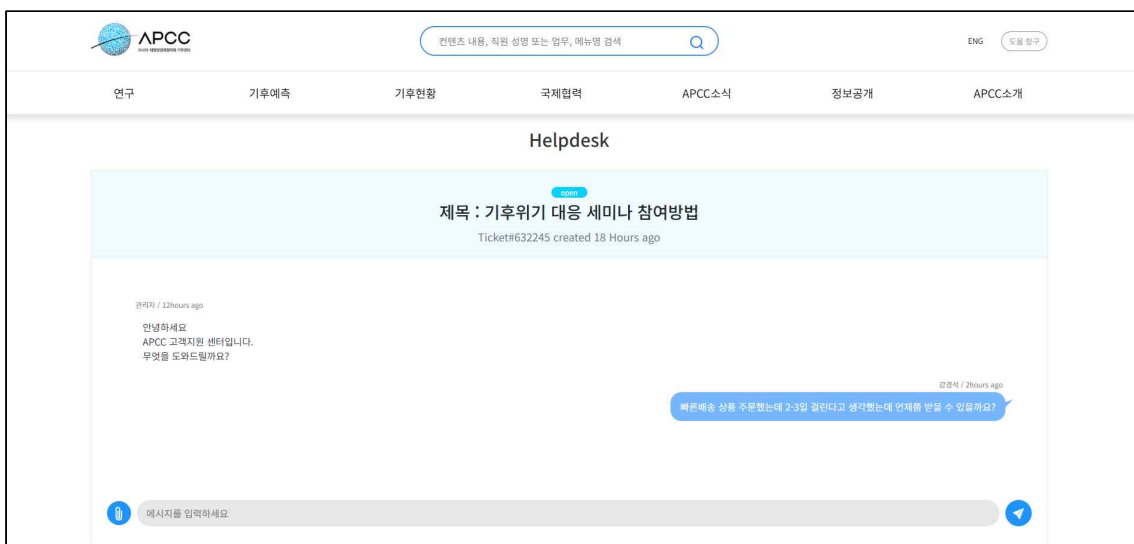 APCC
컨텐츠 내용, 직원 성명 또는 업무, 메뉴명 검색
ENG
도움 창구
연구
기후예측
기후현황
국제협력
APCC소식
정보공개
APCC소개
Helpdesk
open
제목 : 기후위기 대응 세미나 참여방법
Ticket#632245 created 18 Hours ago
관리자 / 12hours ago
안녕하세요
APCC 고객지원 센터입니다.
무엇을 도와드릴까요?
/ 2hours ago
빠른배송 상품 주문했는데 2-3일 걸린다고 생각했는데 언제쯤 받을 수 있을까요?
메시지를 입력하세요